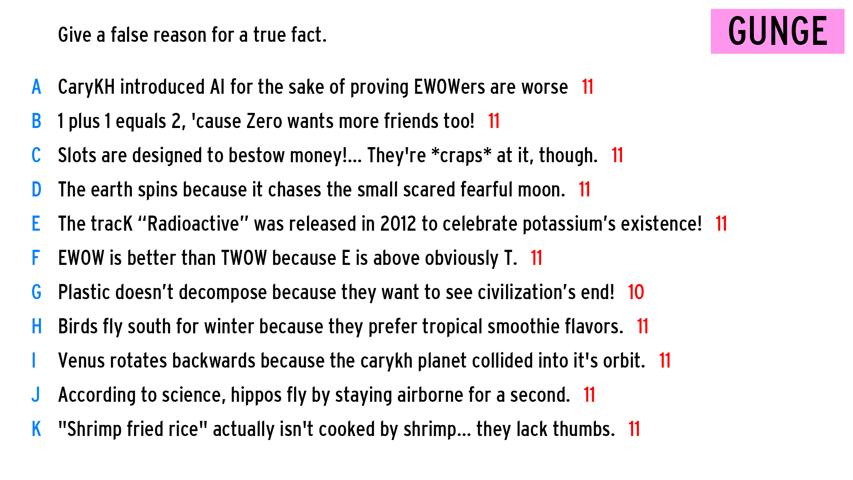 Give a false reason for a true fact.
GUNGE
A CaryKH introduced AI for the sake of proving EWOWers are worse 11
B 1 plus 1 equals 2, 'cause Zero wants more friends too! 11
C Slots are designed to bestow money!... They're *craps* at it, though. 11
D The earth spins because it chases the small scared fearful moon. 11
E The tracK “Radioactive” was released in 2012 to celebrate potassium’s existence! 11
F EWOW is better than TWOW because E is above obviously T. 11
G Plastic doesn’t decompose because they want to see civilization’s end! 10
H Birds fly south for winter because they prefer tropical smoothie flavors. 11
I Venus rotates backwards because the carykh planet collided into it's orbit. 11
J According to science, hippos fly by staying airborne for a second. 11
K "Shrimp fried rice" actually isn't cooked by shrimp... they lack thumbs. 11